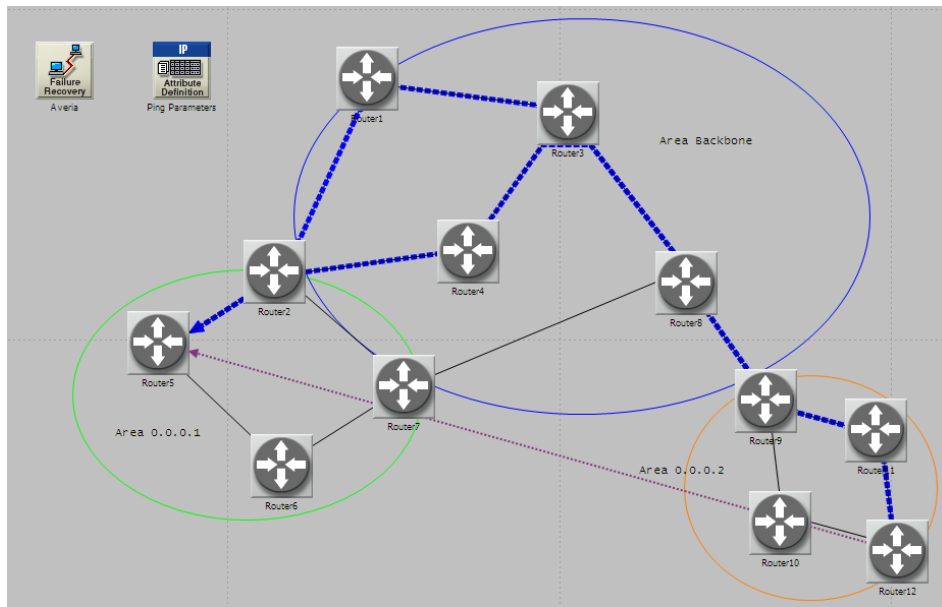 IP
Failure
Recovery
Averia
Attribute
Definition
Ping Parameters
Router1
Router3
Area Backbone
Router4
Router2
Router8
Router5
Router7
Area 0.0.0.1
Router9
Router11
Area 0.0.0.2
Router6
Router10
Router12